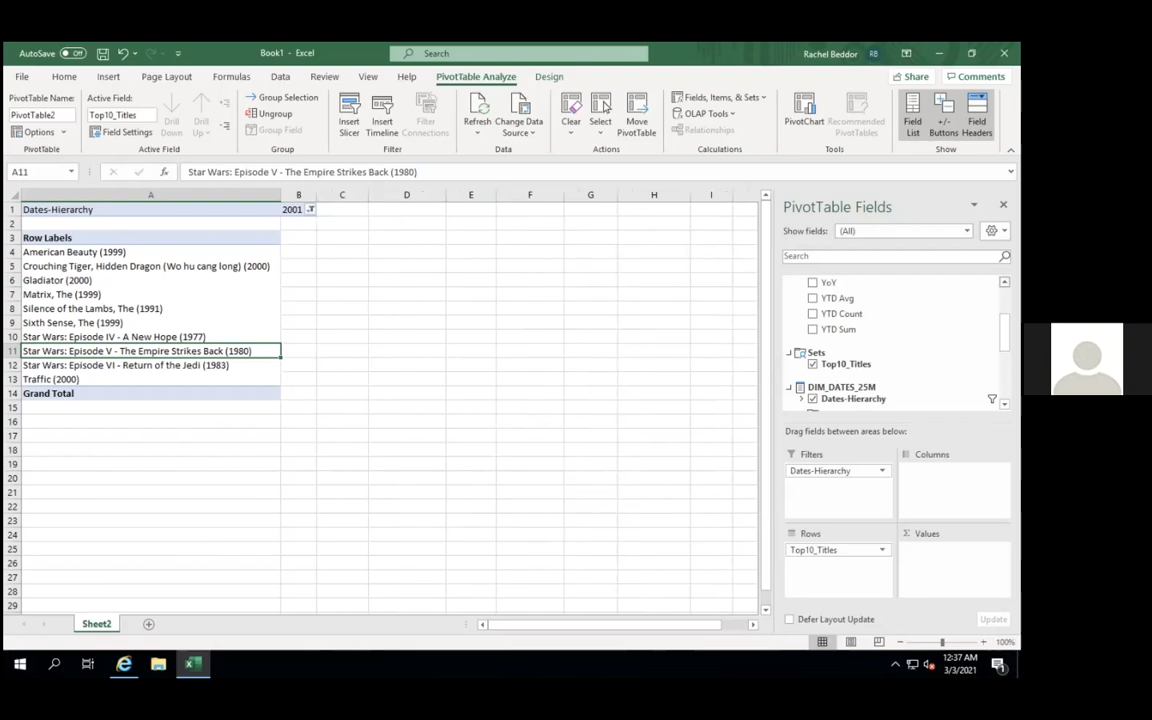 AutoSave Off Book1 - Excel Search Rachel Beddor RB
File Home Insert Page Layout Formulas Data Review View Help PivotTable Analyze Design Share Comments
PivotTable Name: Active Field:
PivotTable2 Top10_Titles
Options Field Settings
Drill Down Drill Up
PivotTable Active Field
Group Selection
Ungroup
Group Field
Group
Insert Slicer Insert Timeline Filter Connections
Filter
Refresh Change Data Source
Data
Clear Select Move PivotTable
Actions
Fields, Items, & Sets
OLAP Tools
Relationships
Calculations
PivotChart Recommended PivotTables
Tools
Field List +/- Buttons Field Headers
Show
A11 fx Star Wars: Episode V - The Empire Strikes Back (1980)
A B C D E F G H I
1 Dates-Hierarchy 2001
2
3 Row Labels
4 American Beauty (1999)
5 Crouching Tiger, Hidden Dragon (Wo hu cang long) (2000)
6 Gladiator (2000)
7 Matrix, The (1999)
8 Silence of the Lambs, The (1991)
9 Sixth Sense, The (1999)
10 Star Wars: Episode IV - A New Hope (1977)
11 Star Wars: Episode V - The Empire Strikes Back (1980)
12 Star Wars: Episode VI - Return of the Jedi (1983)
13 Traffic (2000)
14 Grand Total
15
16
17
18
19
20
21
22
23
24
25
26
27
28
29
Sheet2
PivotTable Fields
Show fields: (All)
Search
YoY
YTD Avg
YTD Count
YTD Sum
Sets
Top10_Titles
DIM_DATES_25M
Dates-Hierarchy
Drag fields between areas below:
Filters Columns
Dates-Hierarchy
Rows Σ Values
Top10_Titles
Defer Layout Update Update
100%
12:37 AM
3/3/2021
1